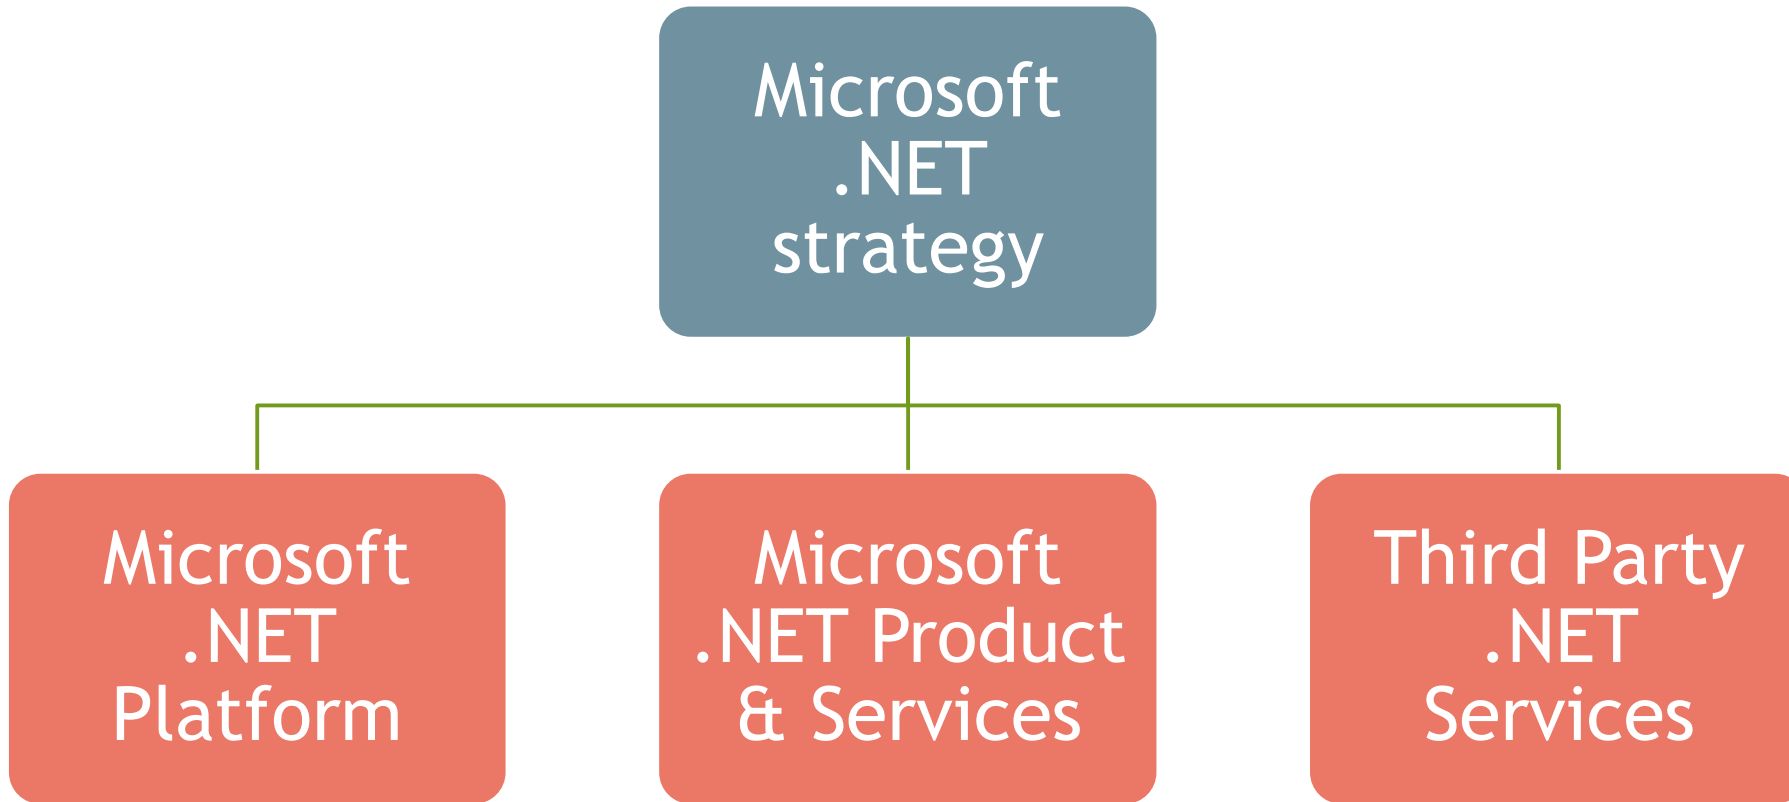 Microsoft
.NET
strategy
Microsoft
.NET
Platform
Microsoft
.NET Product
& Services
Third Party
.NET
Services